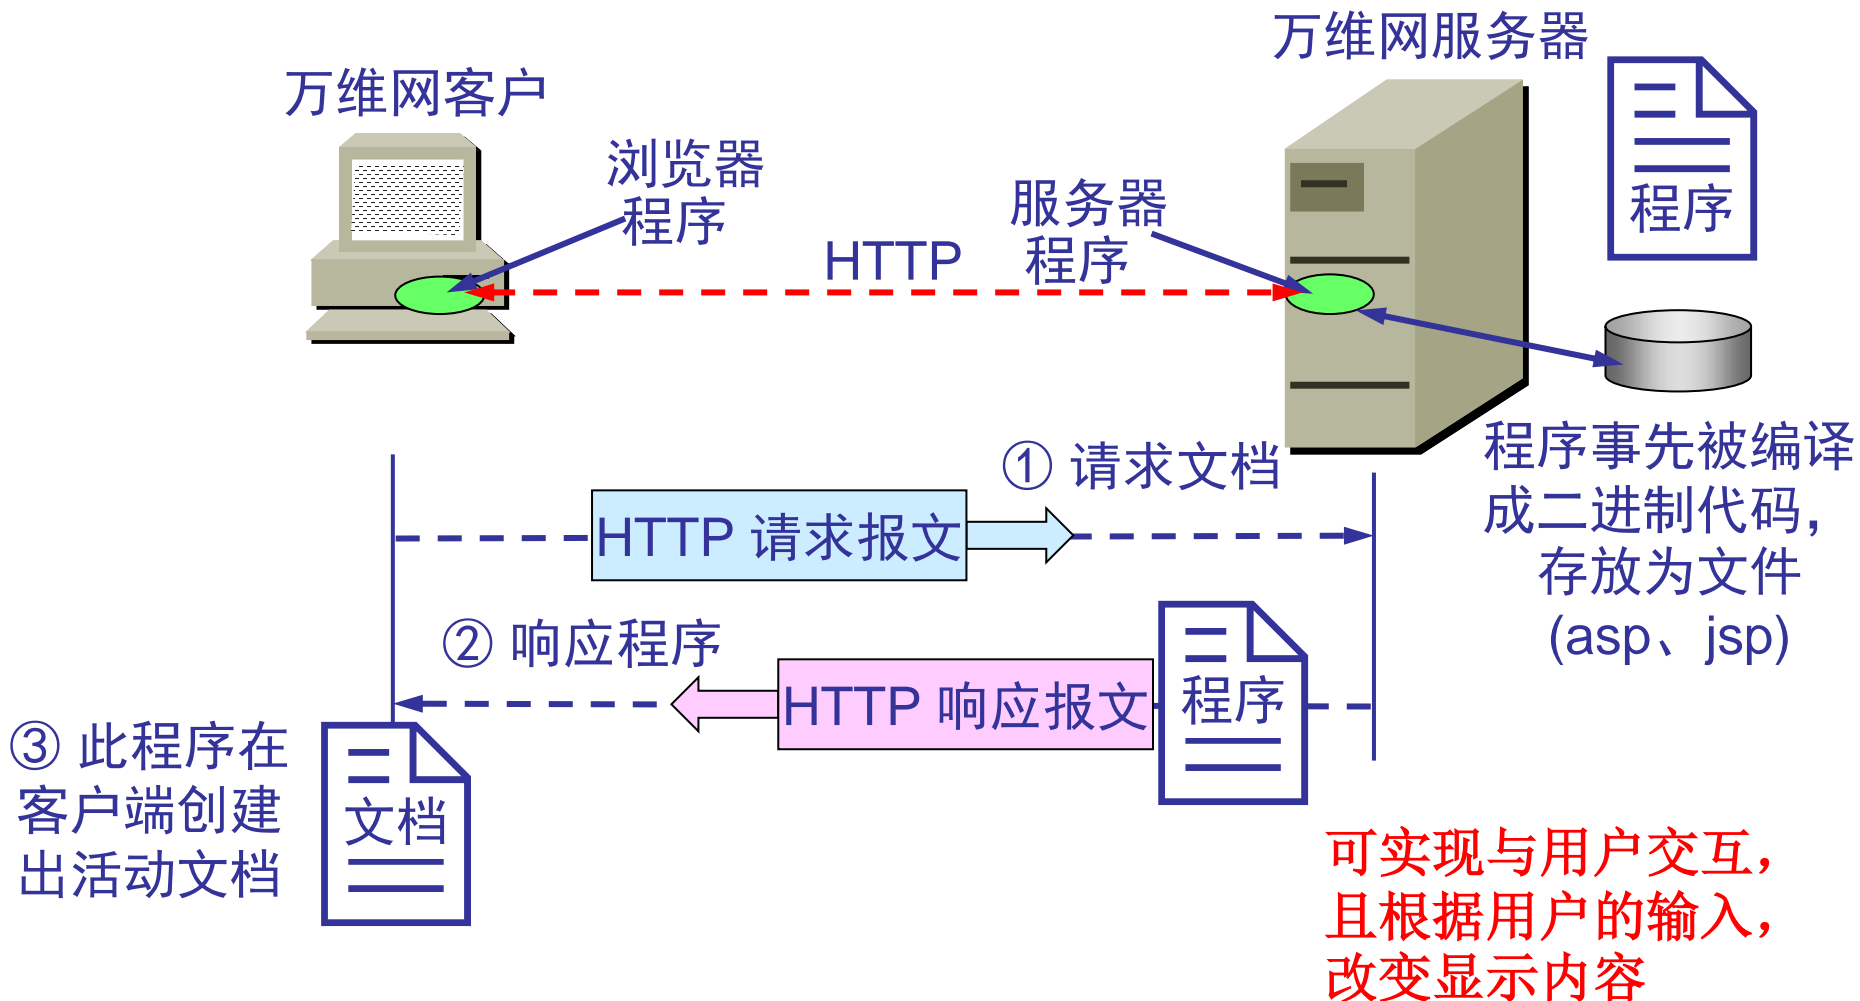 万维网客户
万维网服务器
浏览器
程序
HTTP
服务器
程序
程序
程序事先被编译
成二进制代码，
存放为文件
(asp、jsp)
① 请求文档
HTTP 请求报文
② 响应程序
HTTP 响应报文
程序
③ 此程序在
客户端创建
出活动文档
文档
可实现与用户交互，
且根据用户的输入，
改变显示内容